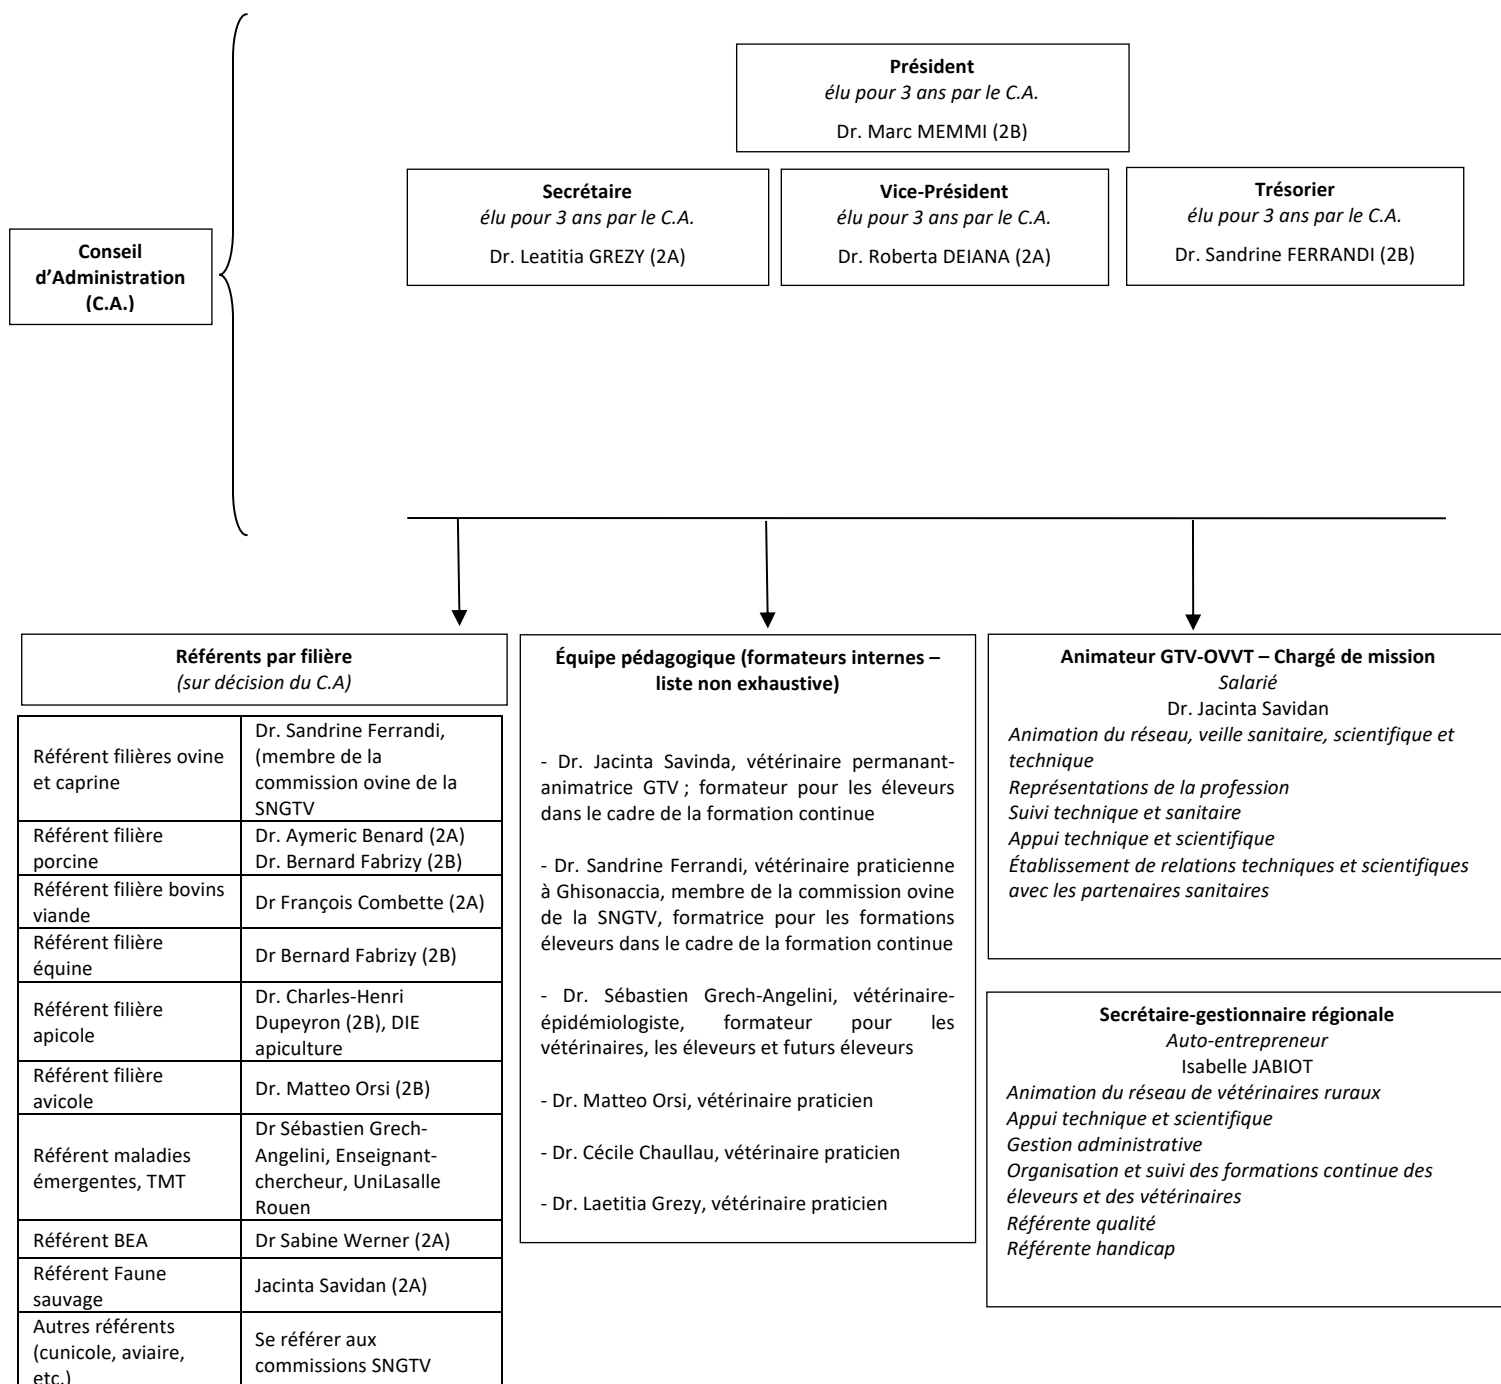 Conseil
d’Administration
(C.A.)
Président
élu pour 3 ans par le C.A.
Dr. Marc MEMMI (2B)
Secrétaire
élu pour 3 ans par le C.A.
Dr. Leatitia GREZY (2A)
Vice-Président
élu pour 3 ans par le C.A.
Dr. Roberta DEIANA (2A)
Trésorier
élu pour 3 ans par le C.A.
Dr. Sandrine FERRANDI (2B)
Référents par filière
(sur décision du C.A)
Référent filières ovine
et caprine
Dr. Sandrine Ferrandi,
(membre de la
commission ovine de la
SNGTV
Référent filière
porcine
Dr. Aymeric Benard (2A)
Dr. Bernard Fabrizy (2B)
Référent filière bovins
viande
Dr François Combette (2A)
Référent filière
équine
Dr Bernard Fabrizy (2B)
Référent filière
apicole
Dr. Charles-Henri
Dupeyron (2B), DIE
apiculture
Référent filière
avicole
Dr. Matteo Orsi (2B)
Référent maladies
émergentes, TMT
Dr Sébastien Grech-
Angelini, Enseignant-
chercheur, UniLasalle
Rouen
Référent BEA
Dr Sabine Werner (2A)
Référent Faune
sauvage
Jacinta Savidan (2A)
Autres référents
(cunicole, aviaire,
etc.)
Se référer aux
commissions SNGTV
Équipe pédagogique (formateurs internes –
liste non exhaustive)
- Dr. Jacinta Savinda, vétérinaire permanant-
animatrice GTV ; formateur pour les éleveurs
dans le cadre de la formation continue
- Dr. Sandrine Ferrandi, vétérinaire praticienne
à Ghisonaccia, membre de la commission ovine
de la SNGTV, formatrice pour les formations
éleveurs dans le cadre de la formation continue
- Dr. Sébastien Grech-Angelini, vétérinaire-
épidémiologiste, formateur pour les
vétérinaires, les éleveurs et futurs éleveurs
- Dr. Matteo Orsi, vétérinaire praticien
- Dr. Cécile Chaullau, vétérinaire praticien
- Dr. Laetitia Grezy, vétérinaire praticien
Animateur GTV-OVVT – Chargé de mission
Salarié
Dr. Jacinta Savidan
Animation du réseau, veille sanitaire, scientifique et
technique
Représentations de la profession
Suivi technique et sanitaire
Appui technique et scientifique
Établissement de relations techniques et scientifiques
avec les partenaires sanitaires
Secrétaire-gestionnaire régionale
Auto-entrepreneur
Isabelle JABIOT
Animation du réseau de vétérinaires ruraux
Appui technique et scientifique
Gestion administrative
Organisation et suivi des formations continue des
éleveurs et des vétérinaires
Référente qualité
Référente handicap